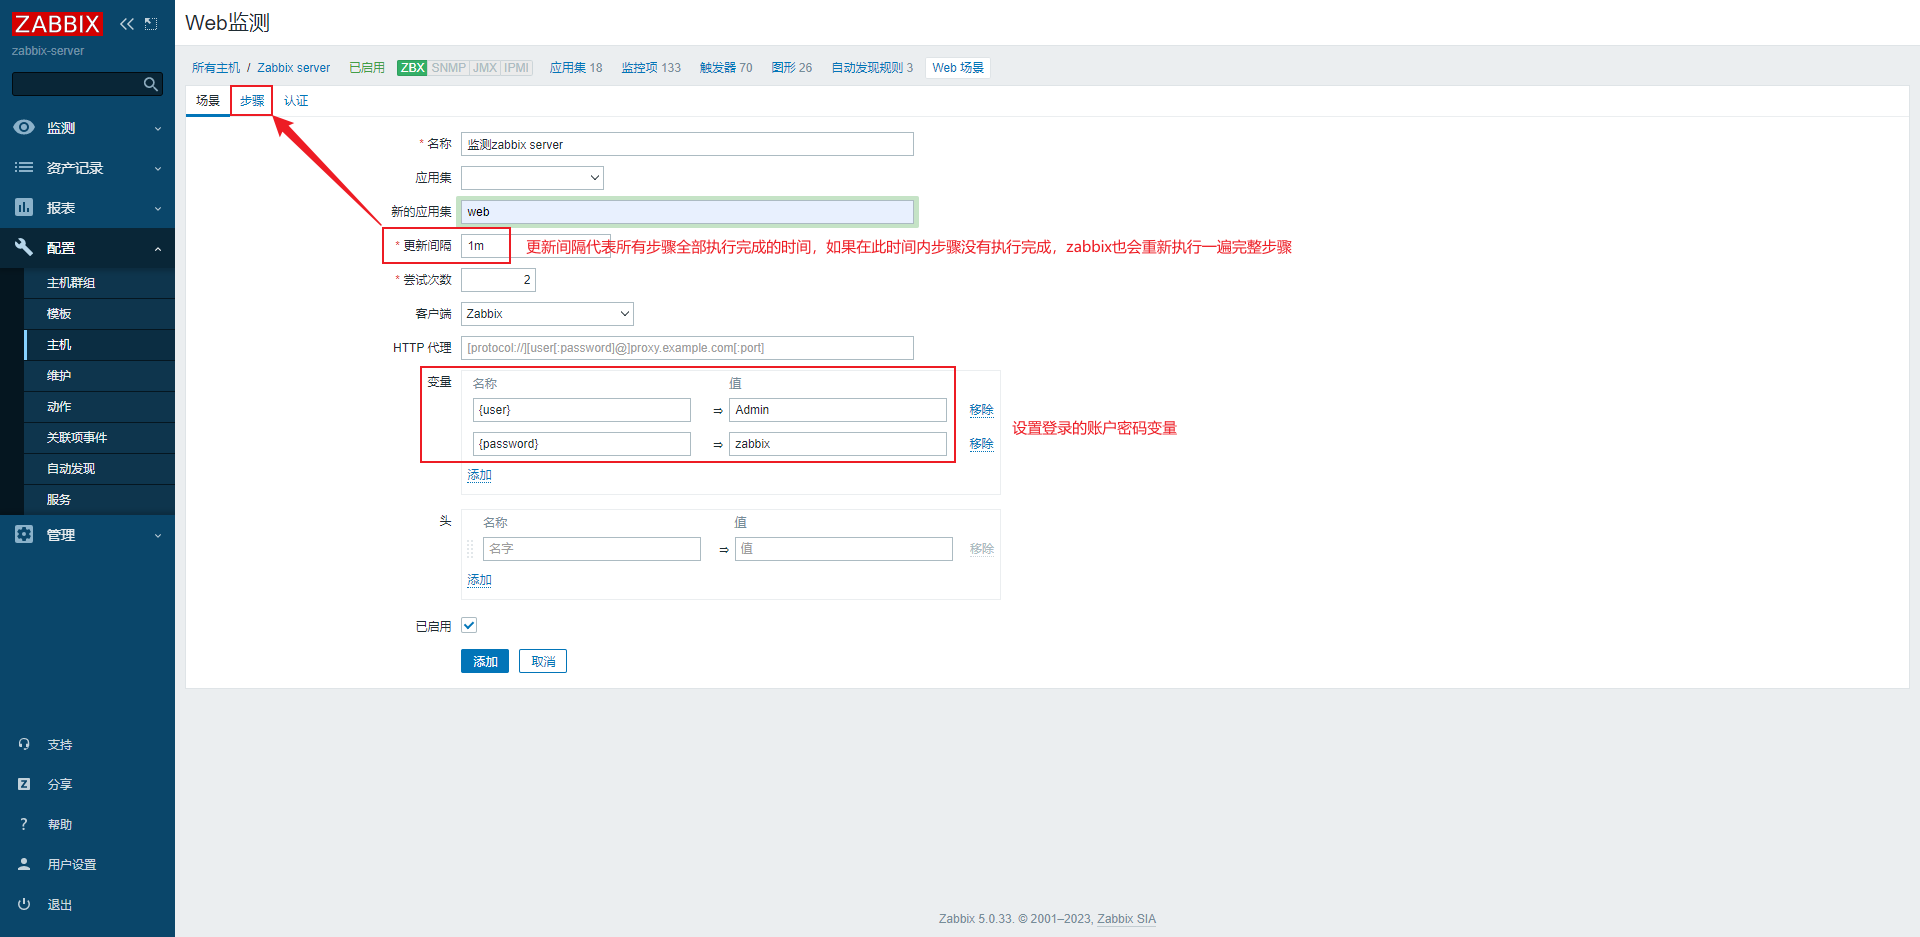 ZABBIX
zabbix-server
监测
资产记录
报表
配置
主机群组
模板
主机
维护
动作
关联项事件
自动发现
服务
管理
支持
分享
帮助
用户设置
退出
Web监测
所有主机 / Zabbix server 已启用 ZBX SNMP JMX IPMI 应用集 18 监控项 133 触发器 70 图形 26 自动发现规则 3 Web 场景
场景 步骤 认证
* 名称 监测zabbix server
应用集
新的应用集 web
* 更新间隔 1m 更新间隔代表所有步骤全部执行完成的时间，如果在此时间内步骤没有执行完成，zabbix也会重新执行一遍完整步骤
* 尝试次数 2
客户端 Zabbix
HTTP 代理 [protocol://][user[:password]@]proxy.example.com[:port]
变量 名称 值
{user} ⇒ Admin 移除
设置登录的账户密码变量
{password} ⇒ zabbix 移除
添加
头 名称 值
名字 ⇒ 值 移除
添加
已启用
添加 取消
Zabbix 5.0.33. © 2001–2023, Zabbix SIA